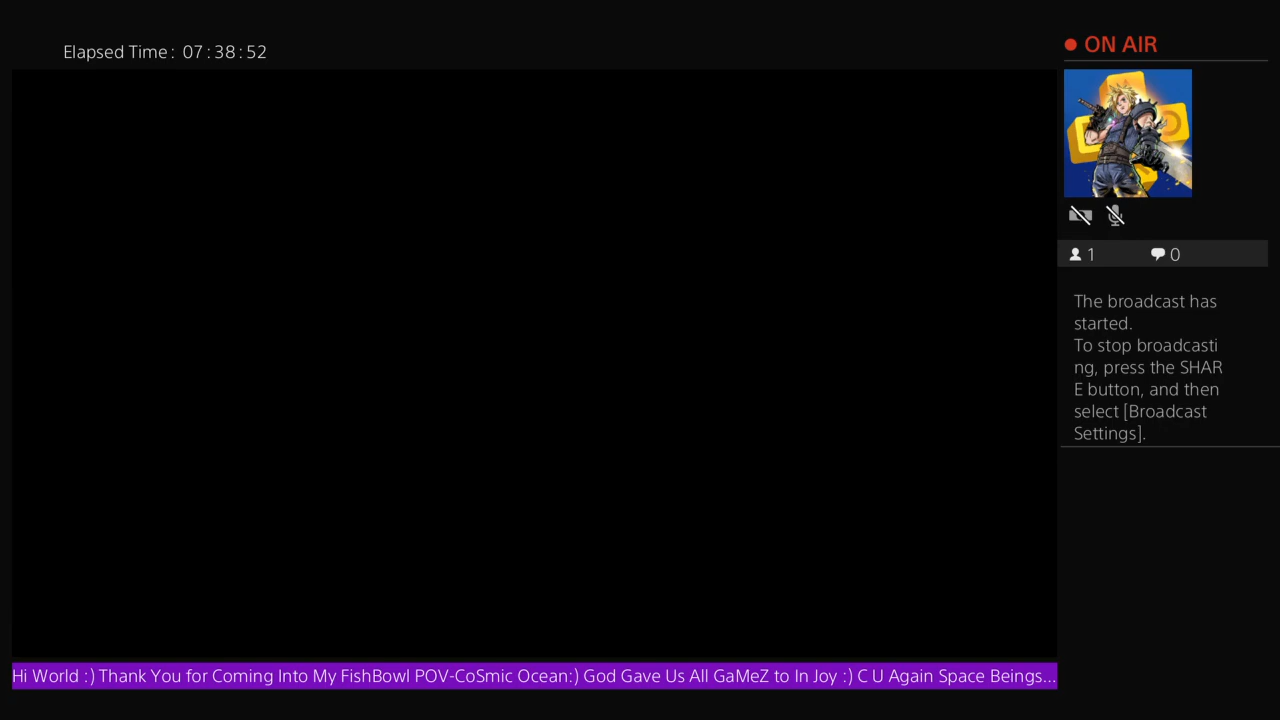 Elapsed Time: 07:38:52
ON AIR
1 0
The broadcast has
started.
To stop broadcasti
ng, press the SHAR
E button, and then
select [Broadcast
Settings].
Hi World :) Thank You for Coming Into My FishBowl POV-CoSmic Ocean:) God Gave Us All GaMeZ to In Joy :) C U Again Space Beings...